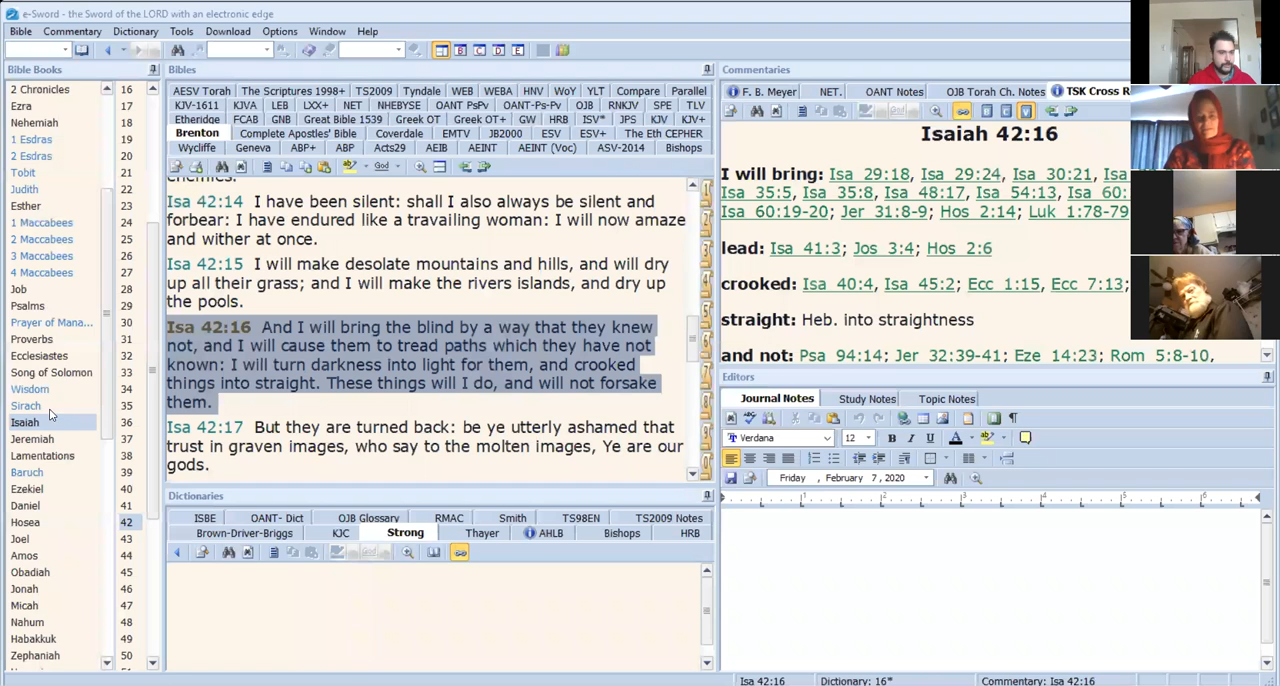 e-Sword - the Sword of the LORD with an electronic edge
Bible Commentary Dictionary Tools Download Options Window Help
Bible Books
2 Chronicles 16
Ezra 17
Nehemiah 18
1 Esdras 19
2 Esdras 20
Tobit 21
Judith 22
Esther 23
1 Maccabees 24
2 Maccabees 25
3 Maccabees 26
4 Maccabees 27
Job 28
Psalms 29
Prayer of Mana... 30
Proverbs 31
Ecclesiastes 32
Song of Solomon 33
Wisdom 34
Sirach 35
Isaiah 36
Jeremiah 37
Lamentations 38
Baruch 39
Ezekiel 40
Daniel 41
Hosea 42
Joel 43
Amos 44
Obadiah 45
Jonah 46
Micah 47
Nahum 48
Habakkuk 49
Zephaniah 50
Bibles
AESV Torah The Scriptures 1998+ TS2009 Tyndale WEB WEBA HNV WoY YLT Compare Parallel
KJV-1611 KJVA LEB LXX+ NET NHEBYSE OANT PsPv OANT-Ps-Pv OJB RNKJV SPE TLV
Etheridge FCAB GNB Great Bible 1539 Greek OT Greek OT+ GW HRB ISV* JPS KJV KJV+
Brenton Complete Apostles' Bible Coverdale EMTV JB2000 ESV ESV+ The Eth CEPHER
Wycliffe Geneva ABP+ ABP Acts29 AEIB AEINT AEINT (Voc) ASV-2014 Bishops
God
enemies.
Isa 42:14 I have been silent: shall I also always be silent and
forbear: I have endured like a travailing woman: I will now amaze
and wither at once.
Isa 42:15 I will make desolate mountains and hills, and will dry
up all their grass; and I will make the rivers islands, and dry up
the pools.
Isa 42:16 And I will bring the blind by a way that they knew
not, and I will cause them to tread paths which they have not
known: I will turn darkness into light for them, and crooked
things into straight. These things will I do, and will not forsake
them.
Isa 42:17 But they are turned back: be ye utterly ashamed that
trust in graven images, who say to the molten images, Ye are our
gods.
Dictionaries
ISBE OANT- Dict OJB Glossary RMAC Smith TS98EN TS2009 Notes
Brown-Driver-Briggs KJC Strong Thayer AHLB Bishops HRB
Commentaries
F. B. Meyer NET. OANT Notes OJB Torah Ch. Notes TSK Cross R
Isaiah 42:16
I will bring: Isa 29:18, Isa 29:24, Isa 30:21, Isa
Isa 35:5, Isa 35:8, Isa 48:17, Isa 54:13, Isa 60:
Isa 60:19-20; Jer 31:8-9; Hos 2:14; Luk 1:78-79
lead: Isa 41:3; Jos 3:4; Hos 2:6
crooked: Isa 40:4, Isa 45:2; Ecc 1:15, Ecc 7:13;
straight: Heb. into straightness
and not: Psa 94:14; Jer 32:39-41; Eze 14:23; Rom 5:8-10,
Editors
Journal Notes Study Notes Topic Notes
Verdana 12 B I U A
Friday , February 7, 2020
1 2 3 4 5 6
Isa 42:16 Dictionary: 16* Commentary: Isa 42:16